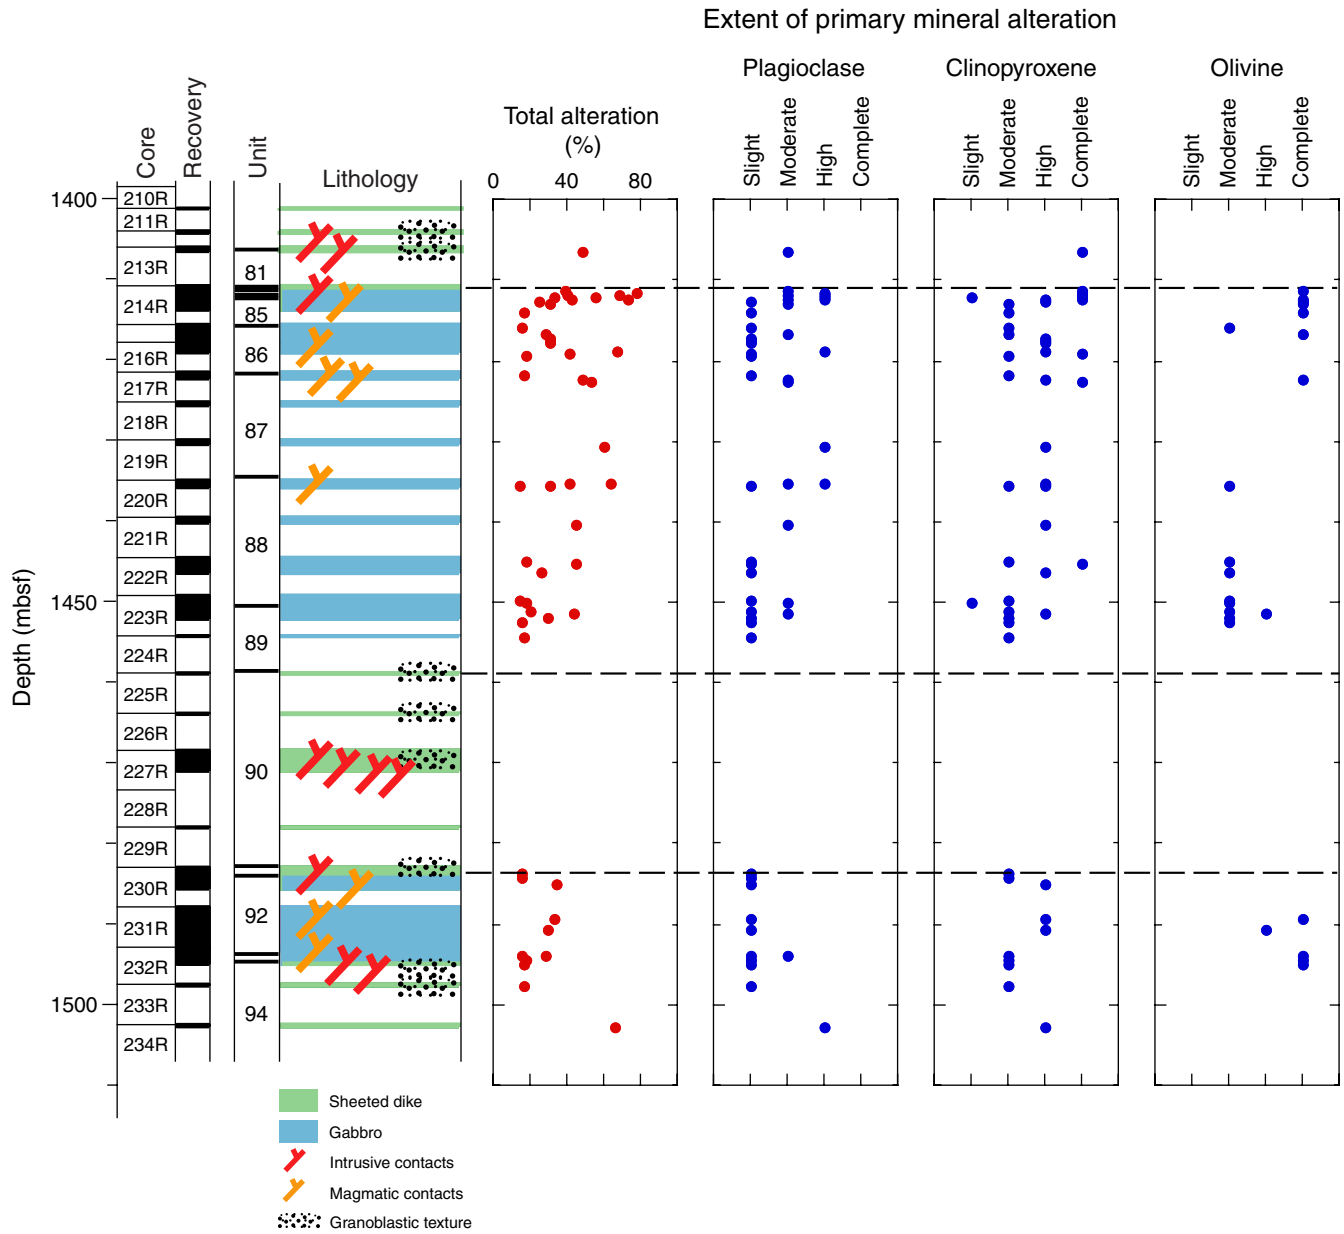 Extent of primary mineral alteration
Plagioclase
Clinopyroxene
Olivine
Total alteration
(%)
Core
Recovery
Unit
Lithology
0
40
80
Slight
Moderate
High
Complete
Slight
Moderate
High
Complete
Slight
Moderate
High
Complete
Depth (mbsf)
1400
1450
1500
210R
211R
213R
214R
216R
217R
218R
219R
220R
221R
222R
223R
224R
225R
226R
227R
228R
229R
230R
231R
232R
233R
234R
81
85
86
87
88
89
90
92
94
Sheeted dike
Gabbro
Intrusive contacts
Magmatic contacts
Granoblastic texture